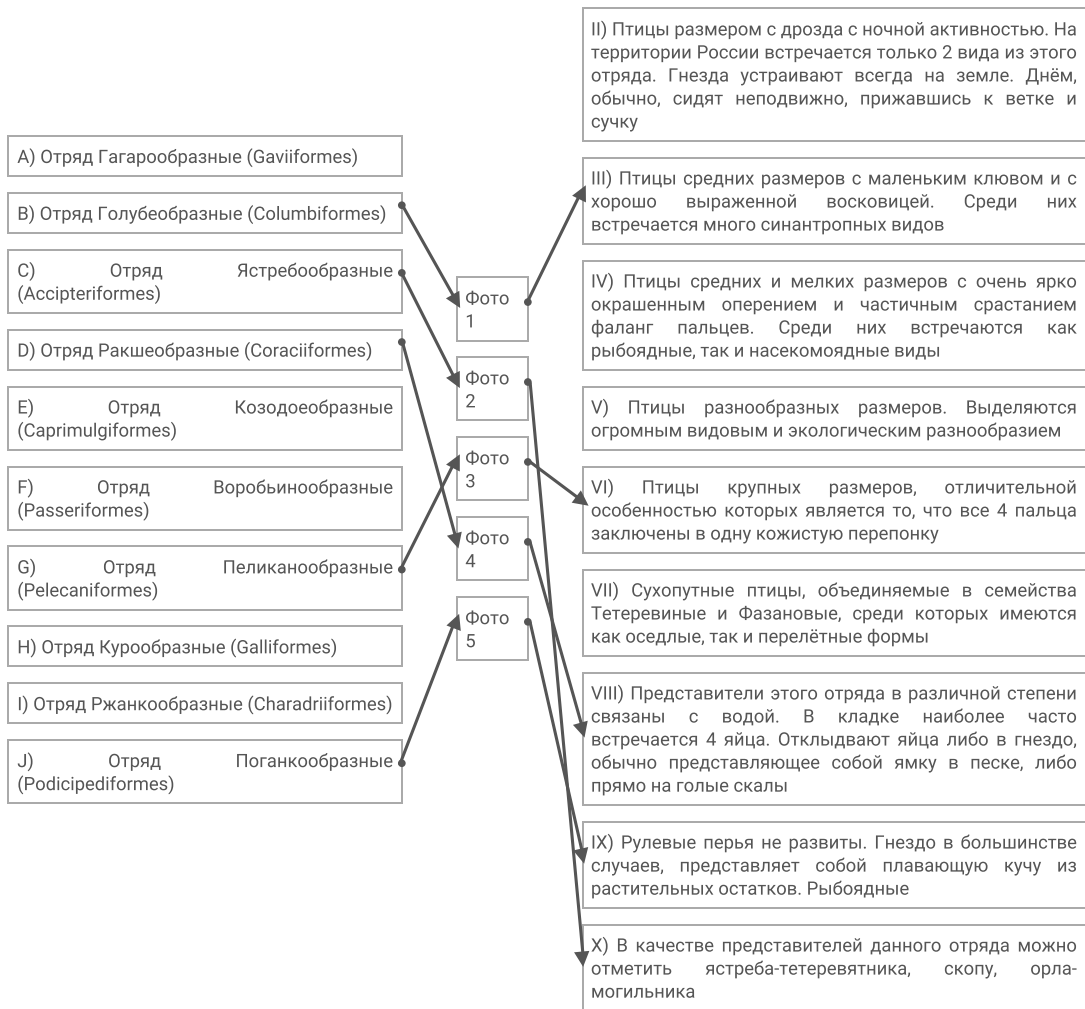 A) Отряд Гагарообразные (Gaviiformes)
B) Отряд Голубеобразные (Columbiformes)
C) Отряд Ястребообразные
(Accipteriformes)
D) Отряд Ракшеобразные (Coraciiformes)
E) Отряд Козодоеобразные
(Caprimulgiformes)
F) Отряд Воробьинообразные
(Passeriformes)
G) Отряд Пеликанообразные
(Pelecaniformes)
H) Отряд Курообразные (Galliformes)
I) Отряд Ржанкообразные (Charadriiformes)
J) Отряд Поганкообразные
(Podicipediformes)
Фото
1
Фото
2
Фото
3
Фото
4
Фото
5
II) Птицы размером с дрозда с ночной активностью. На
территории России встречается только 2 вида из этого
отряда. Гнезда устраивают всегда на земле. Днём,
обычно, сидят неподвижно, прижавшись к ветке и
сучку
III) Птицы средних размеров с маленьким клювом и с
хорошо выраженной восковицей. Среди них
встречается много синантропных видов
IV) Птицы средних и мелких размеров с очень ярко
окрашенным оперением и частичным срастанием
фаланг пальцев. Среди них встречаются как
рыбоядные, так и насекомоядные виды
V) Птицы разнообразных размеров. Выделяются
огромным видовым и экологическим разнообразием
VI) Птицы крупных размеров, отличительной
особенностью которых является то, что все 4 пальца
заключены в одну кожистую перепонку
VII) Сухопутные птицы, объединяемые в семейства
Тетеревиные и Фазановые, среди которых имеются
как оседлые, так и перелётные формы
VIII) Представители этого отряда в различной степени
связаны с водой. В кладке наиболее часто
встречается 4 яйца. Отклыдвают яйца либо в гнездо,
обычно представляющее собой ямку в песке, либо
прямо на голые скалы
IX) Рулевые перья не развиты. Гнездо в большинстве
случаев, представляет собой плавающую кучу из
растительных остатков. Рыбоядные
X) В качестве представителей данного отряда можно
отметить ястреба-тетеревятника, скопу, орла-
могильника